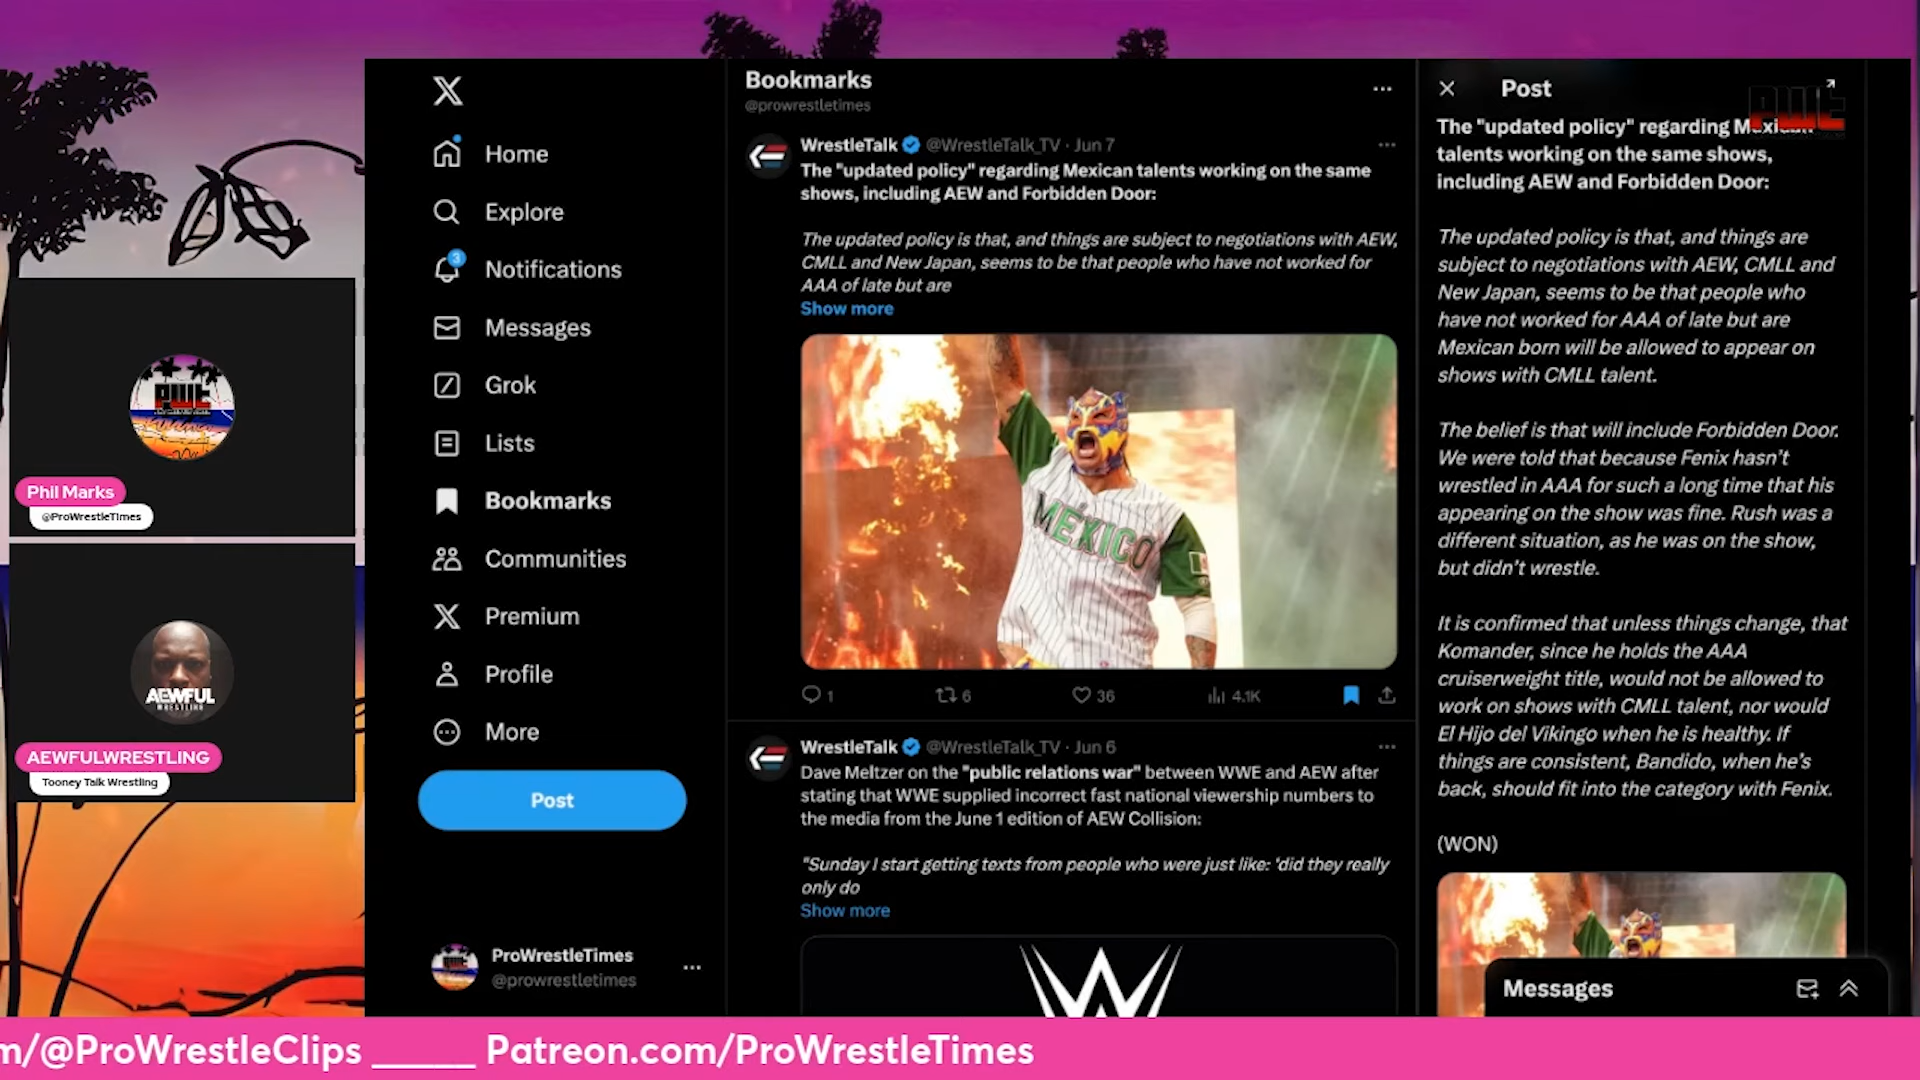 Home
Explore
3
Notifications
Messages
Grok
Lists
Bookmarks
Communities
Premium
Profile
More
Post
ProWrestleTimes
@prowrestletimes
Bookmarks
@prowrestletimes
WrestleTalk @WrestleTalk_TV · Jun 7
The "updated policy" regarding Mexican talents working on the same
shows, including AEW and Forbidden Door:
The updated policy is that, and things are subject to negotiations with AEW,
CMLL and New Japan, seems to be that people who have not worked for
AAA of late but are
Show more
MÉXICO
1 6 36 4.1K
WrestleTalk @WrestleTalk_TV · Jun 6
Dave Meltzer on the "public relations war" between WWE and AEW after
stating that WWE supplied incorrect fast national viewership numbers to
the media from the June 1 edition of AEW Collision:
"Sunday I start getting texts from people who were just like: 'did they really
only do
Show more
Post
PWT
The "updated policy" regarding Mexican
talents working on the same shows,
including AEW and Forbidden Door:
The updated policy is that, and things are
subject to negotiations with AEW, CMLL and
New Japan, seems to be that people who
have not worked for AAA of late but are
Mexican born will be allowed to appear on
shows with CMLL talent.
The belief is that will include Forbidden Door.
We were told that because Fenix hasn't
wrestled in AAA for such a long time that his
appearing on the show was fine. Rush was a
different situation, as he was on the show,
but didn't wrestle.
It is confirmed that unless things change, that
Komander, since he holds the AAA
cruiserweight title, would not be allowed to
work on shows with CMLL talent, nor would
El Hijo del Vikingo when he is healthy. If
things are consistent, Bandido, when he's
back, should fit into the category with Fenix.
(WON)
Messages
PWT
Phil Marks
@ProWrestleTimes
AEWFUL
WRESTLING
AEWFULWRESTLING
Tooney Talk Wrestling
m/@ProWrestleClips _____ Patreon.com/ProWrestleTimes